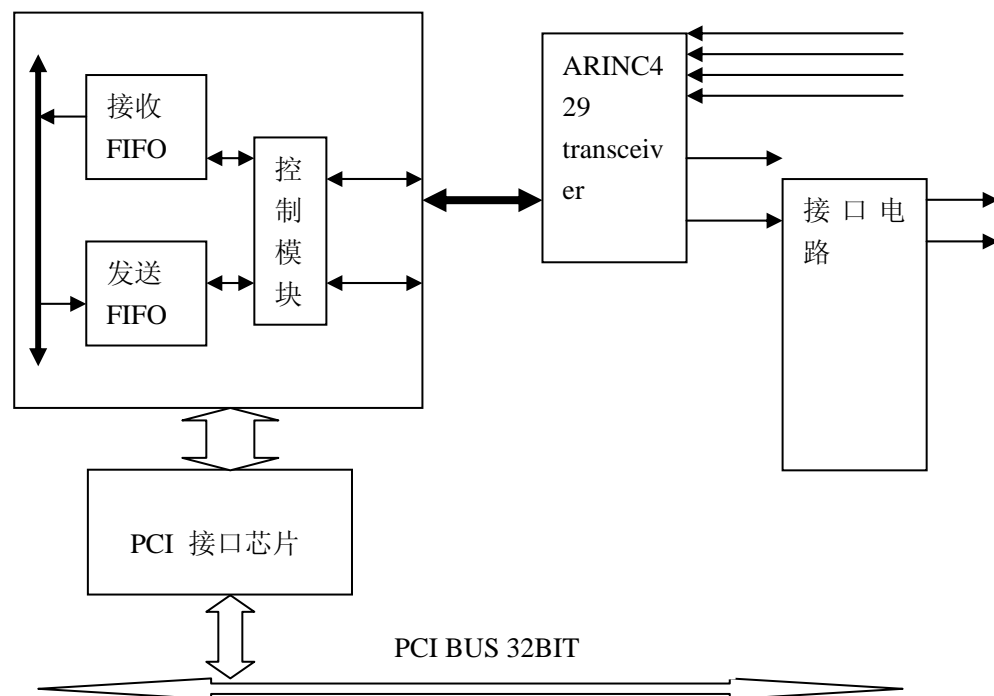 接收
FIFO
发送
FIFO
控
制
模
块
ARINC4
29
transceiv
er
接 口 电
路
PCI 接口芯片
PCI BUS 32BIT